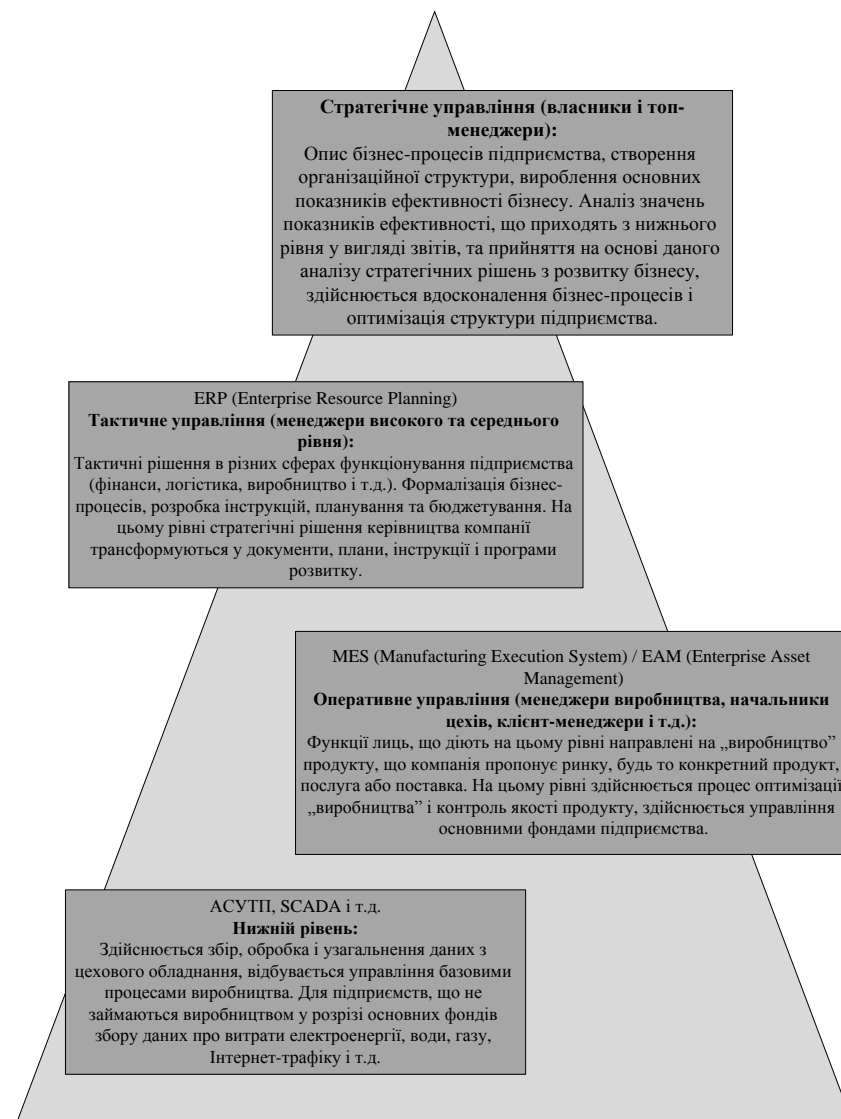 Стратегічне управління (власники і топ-
менеджери):
Опис бізнес-процесів підприємства, створення
організаційної структури, вироблення основних
показників ефективності бізнесу. Аналіз значень
показників ефективності, що приходять з нижнього
рівня у вигляді звітів, та прийняття на основі даного
аналізу стратегічних рішень з розвитку бізнесу,
здійснюється вдосконалення бізнес-процесів і
оптимізація структури підприємства.
ERP (Enterprise Resource Planning)
Тактичне управління (менеджери високого та середнього
рівня):
Тактичні рішення в різних сферах функціонування підприємства
(фінанси, логістика, виробництво і т.д.). Формалізація бізнес-
процесів, розробка інструкцій, планування та бюджетування. На
цьому рівні стратегічні рішення керівництва компанії
трансформуються у документи, плани, інструкції і програми
розвитку.
MES (Manufacturing Execution System) / EAM (Enterprise Asset
Management)
Оперативне управління (менеджери виробництва, начальники
цехів, клієнт-менеджери і т.д.):
Функції лиць, що діють на цьому рівні направлені на „виробництво”
продукту, що компанія пропонує ринку, будь то конкретний продукт,
послуга або поставка. На цьому рівні здійснюється процес оптимізації
„виробництва” і контроль якості продукту, здійснюється управління
основними фондами підприємства.
АСУТП, SCADA і т.д.
Нижній рівень:
Здійснюється збір, обробка і узагальнення даних з
цехового обладнання, відбувається управління базовими
процесами виробництва. Для підприємств, що не
займаються виробництвом у розрізі основних фондів
збору даних про витрати електроенергії, води, газу,
Інтернет-трафіку і т.д.